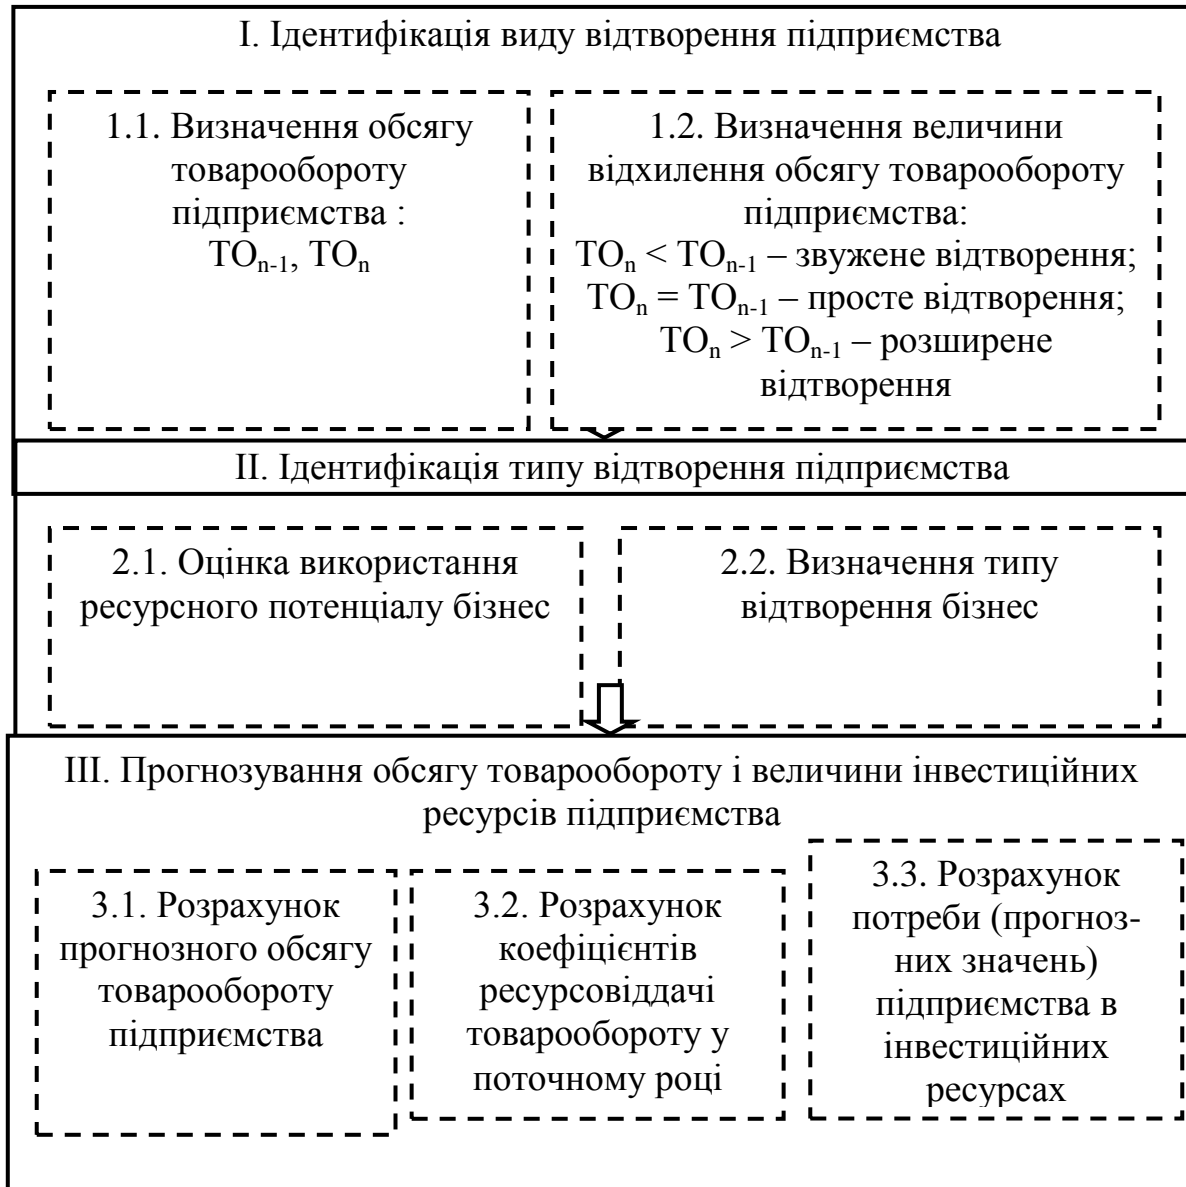 I. Ідентифікація виду відтворення підприємства
1.1. Визначення обсягу
товарообороту
підприємства :
ТОn-1, ТОn
1.2. Визначення величини
відхилення обсягу товарообороту
підприємства:
ТОn < ТОn-1 – звужене відтворення;
ТОn = ТОn-1 – просте відтворення;
ТОn > ТОn-1 – розширене
відтворення
II. Ідентифікація типу відтворення підприємства
2.1. Оцінка використання
ресурсного потенціалу бізнес
2.2. Визначення типу
відтворення бізнес
III. Прогнозування обсягу товарообороту і величини інвестиційних
ресурсів підприємства
3.1. Розрахунок
прогнозного обсягу
товарообороту
підприємства
3.2. Розрахунок
коефіцієнтів
ресурсовіддачі
товарообороту у
поточному році
3.3. Розрахунок
потреби (прогноз-
них значень)
підприємства в
інвестиційних
ресурсах